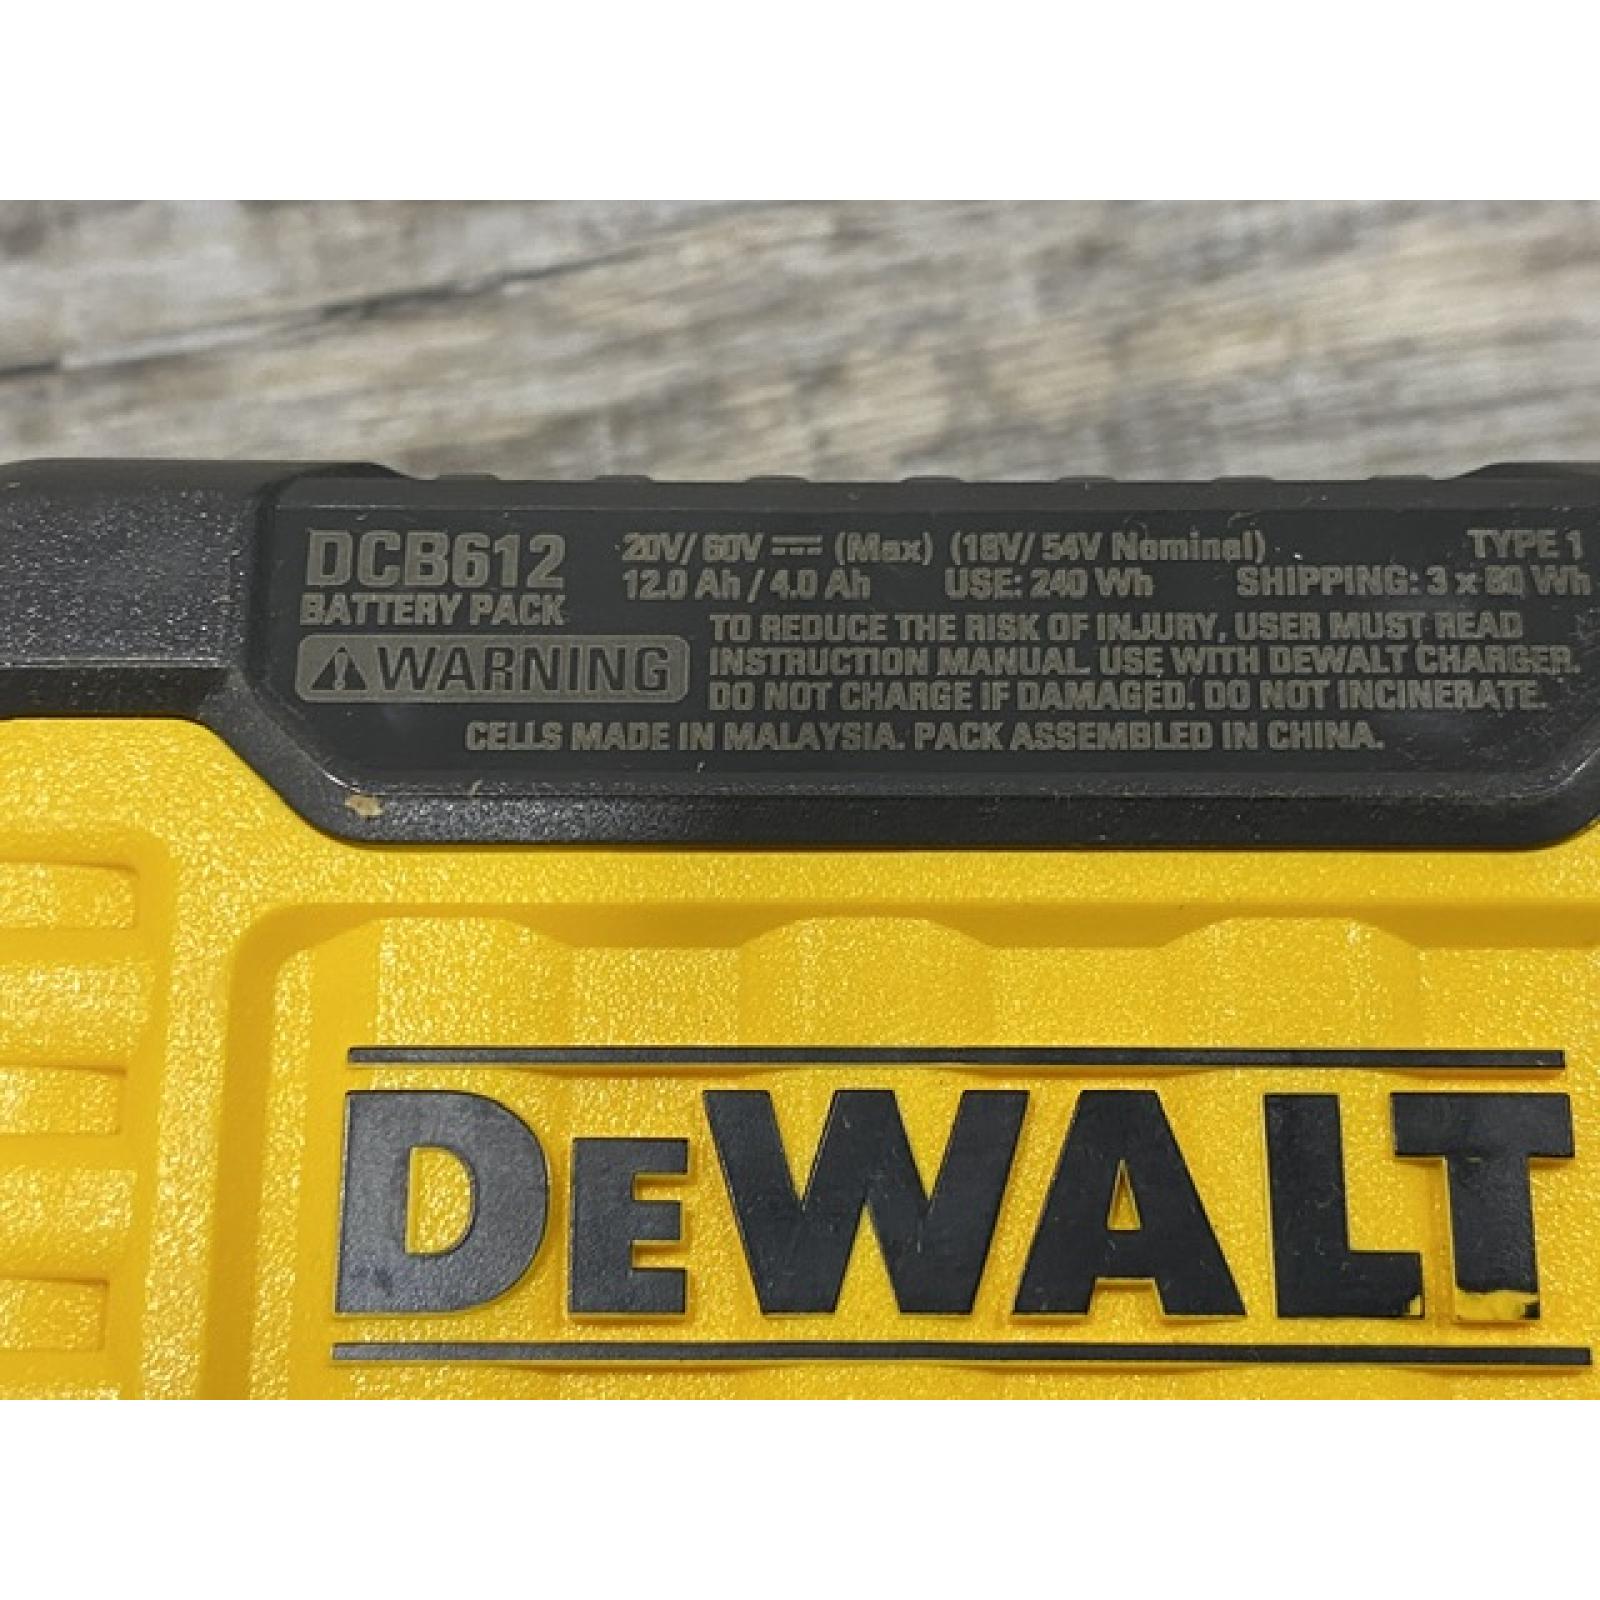 DCB612
BATTERY PACK
20V/ 60V ⎓ (Max) (18V/ 54V Nominal)
TYPE 1
12.0 Ah / 4.0 Ah USE: 240 Wh SHIPPING: 3 x 80 Wh
⚠WARNING
TO REDUCE THE RISK OF INJURY, USER MUST READ
INSTRUCTION MANUAL. USE WITH DEWALT CHARGER.
DO NOT CHARGE IF DAMAGED. DO NOT INCINERATE.
CELLS MADE IN MALAYSIA. PACK ASSEMBLED IN CHINA.
DEWALT